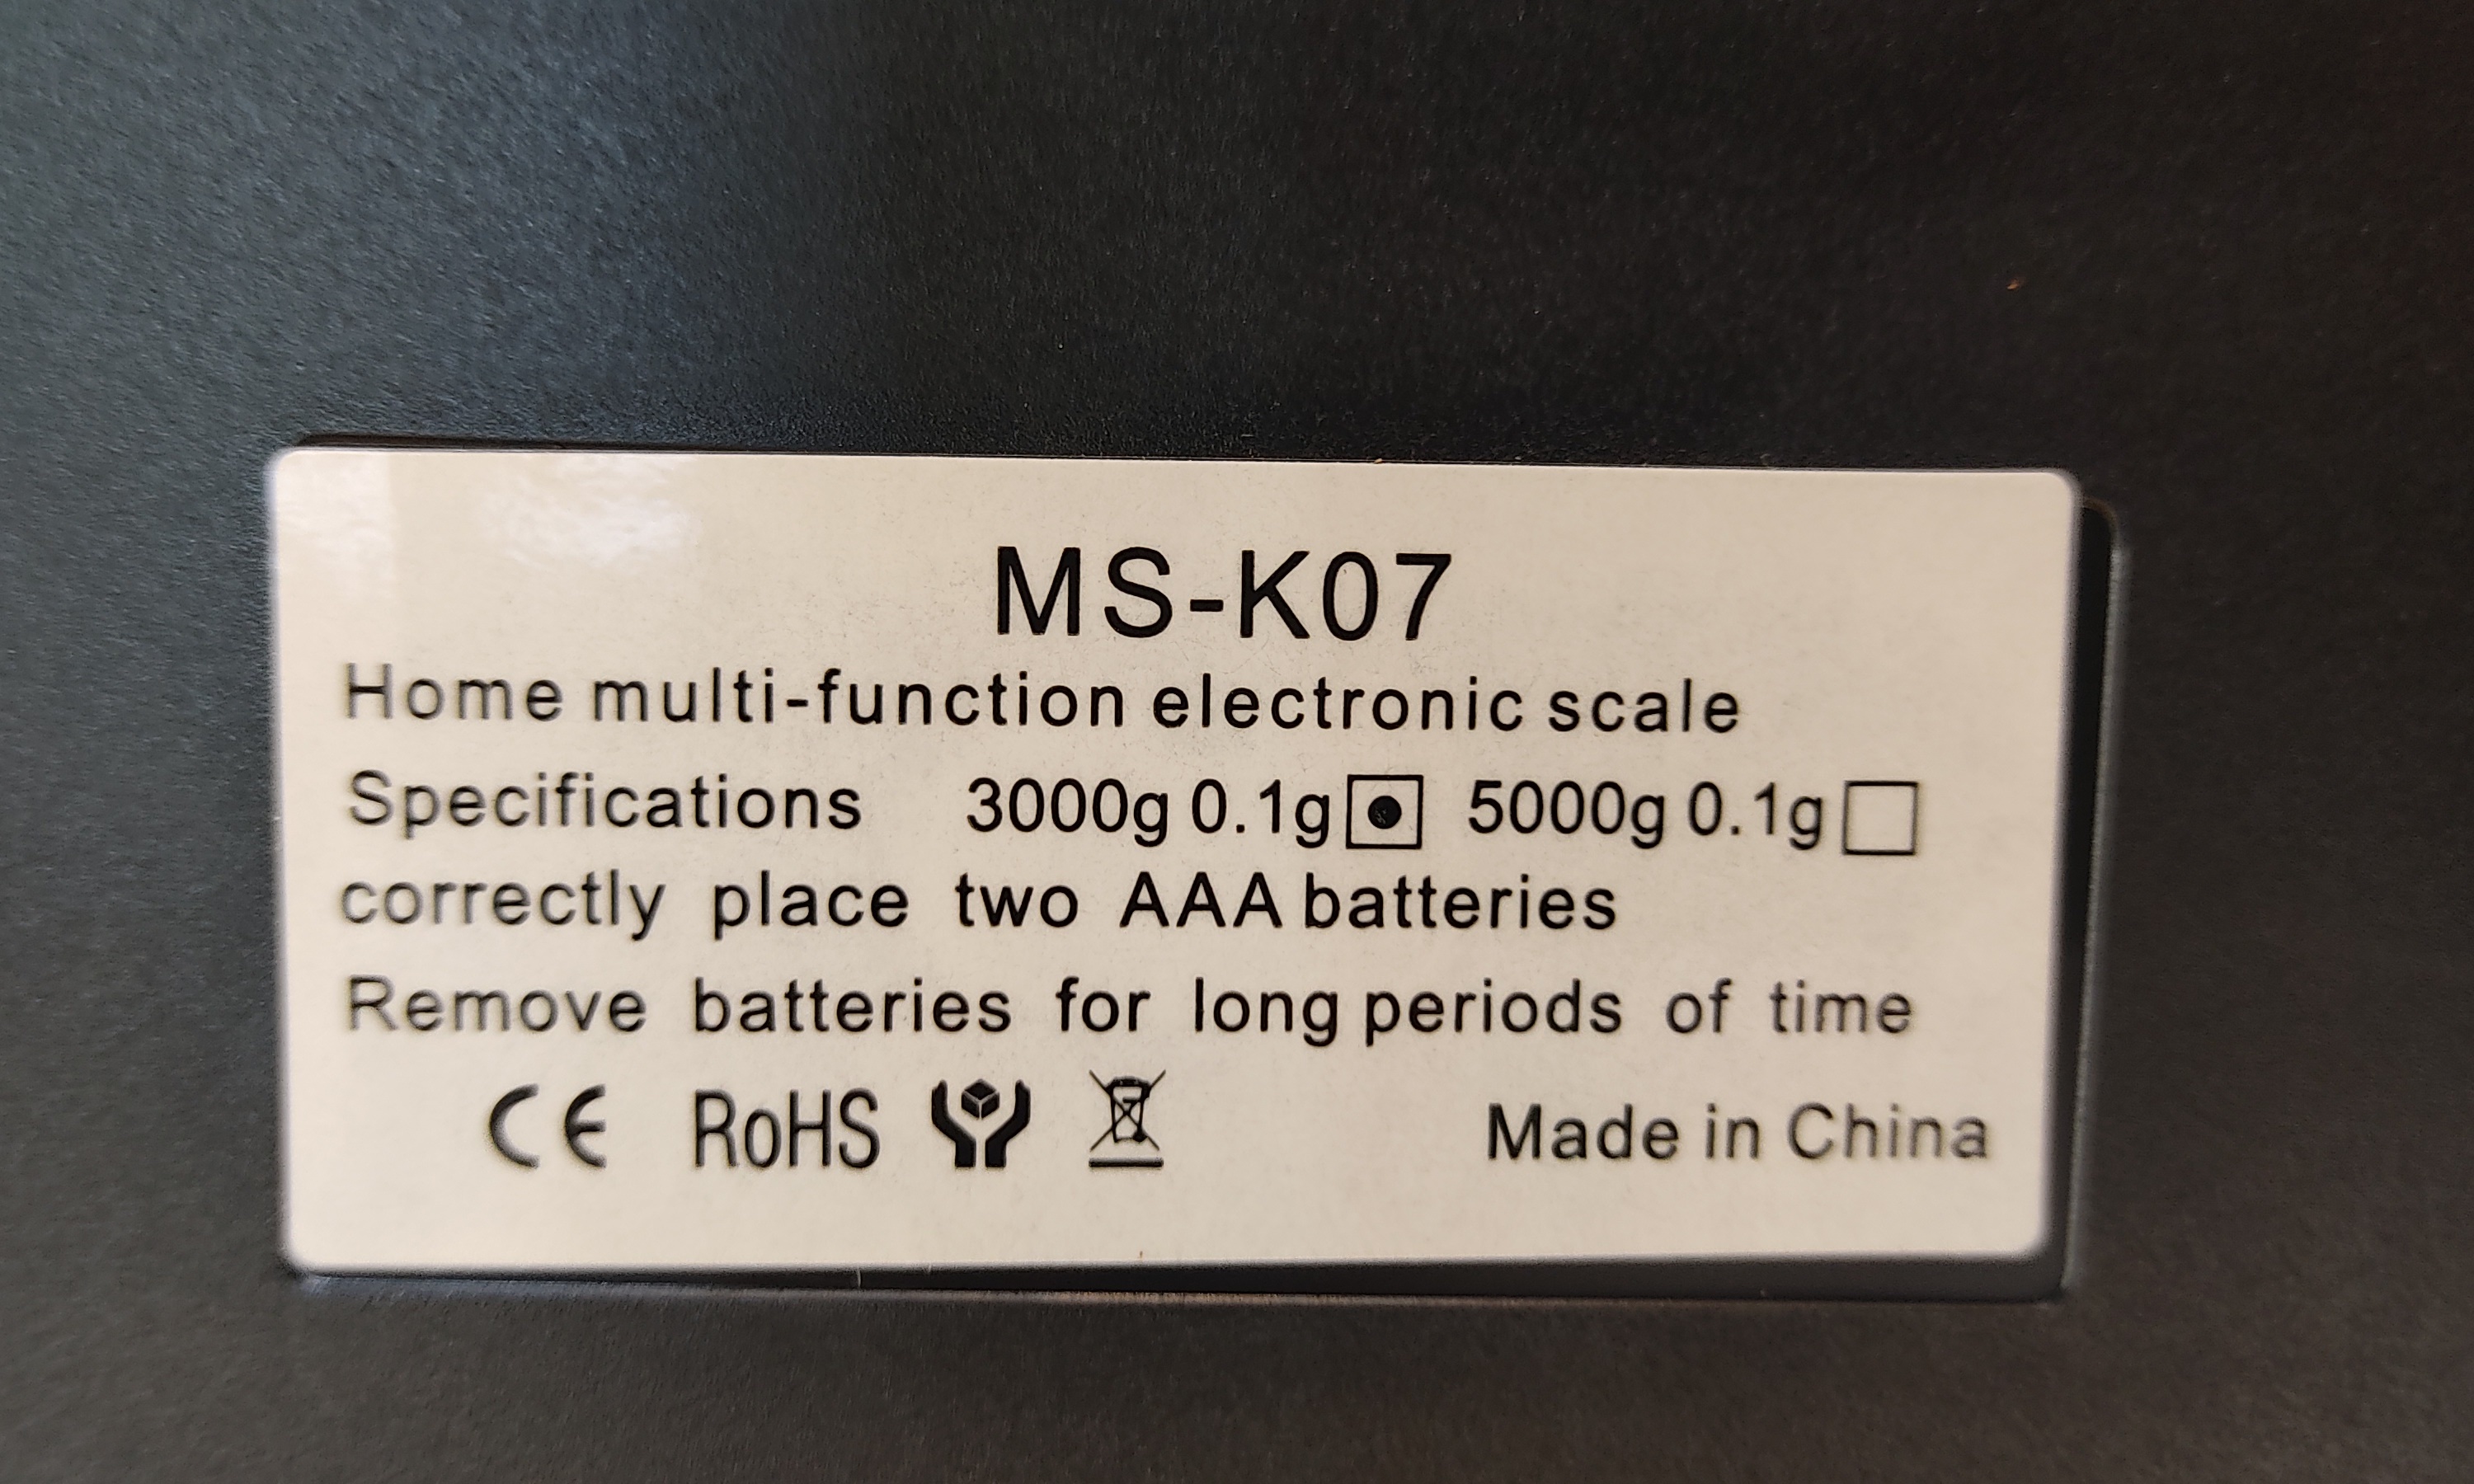 MS-K07
Home multi-function electronic scale
Specifications 3000g 0.1g 5000g 0.1g
correctly place two AAA batteries
Remove batteries for long periods of time
CE RoHS Made in China